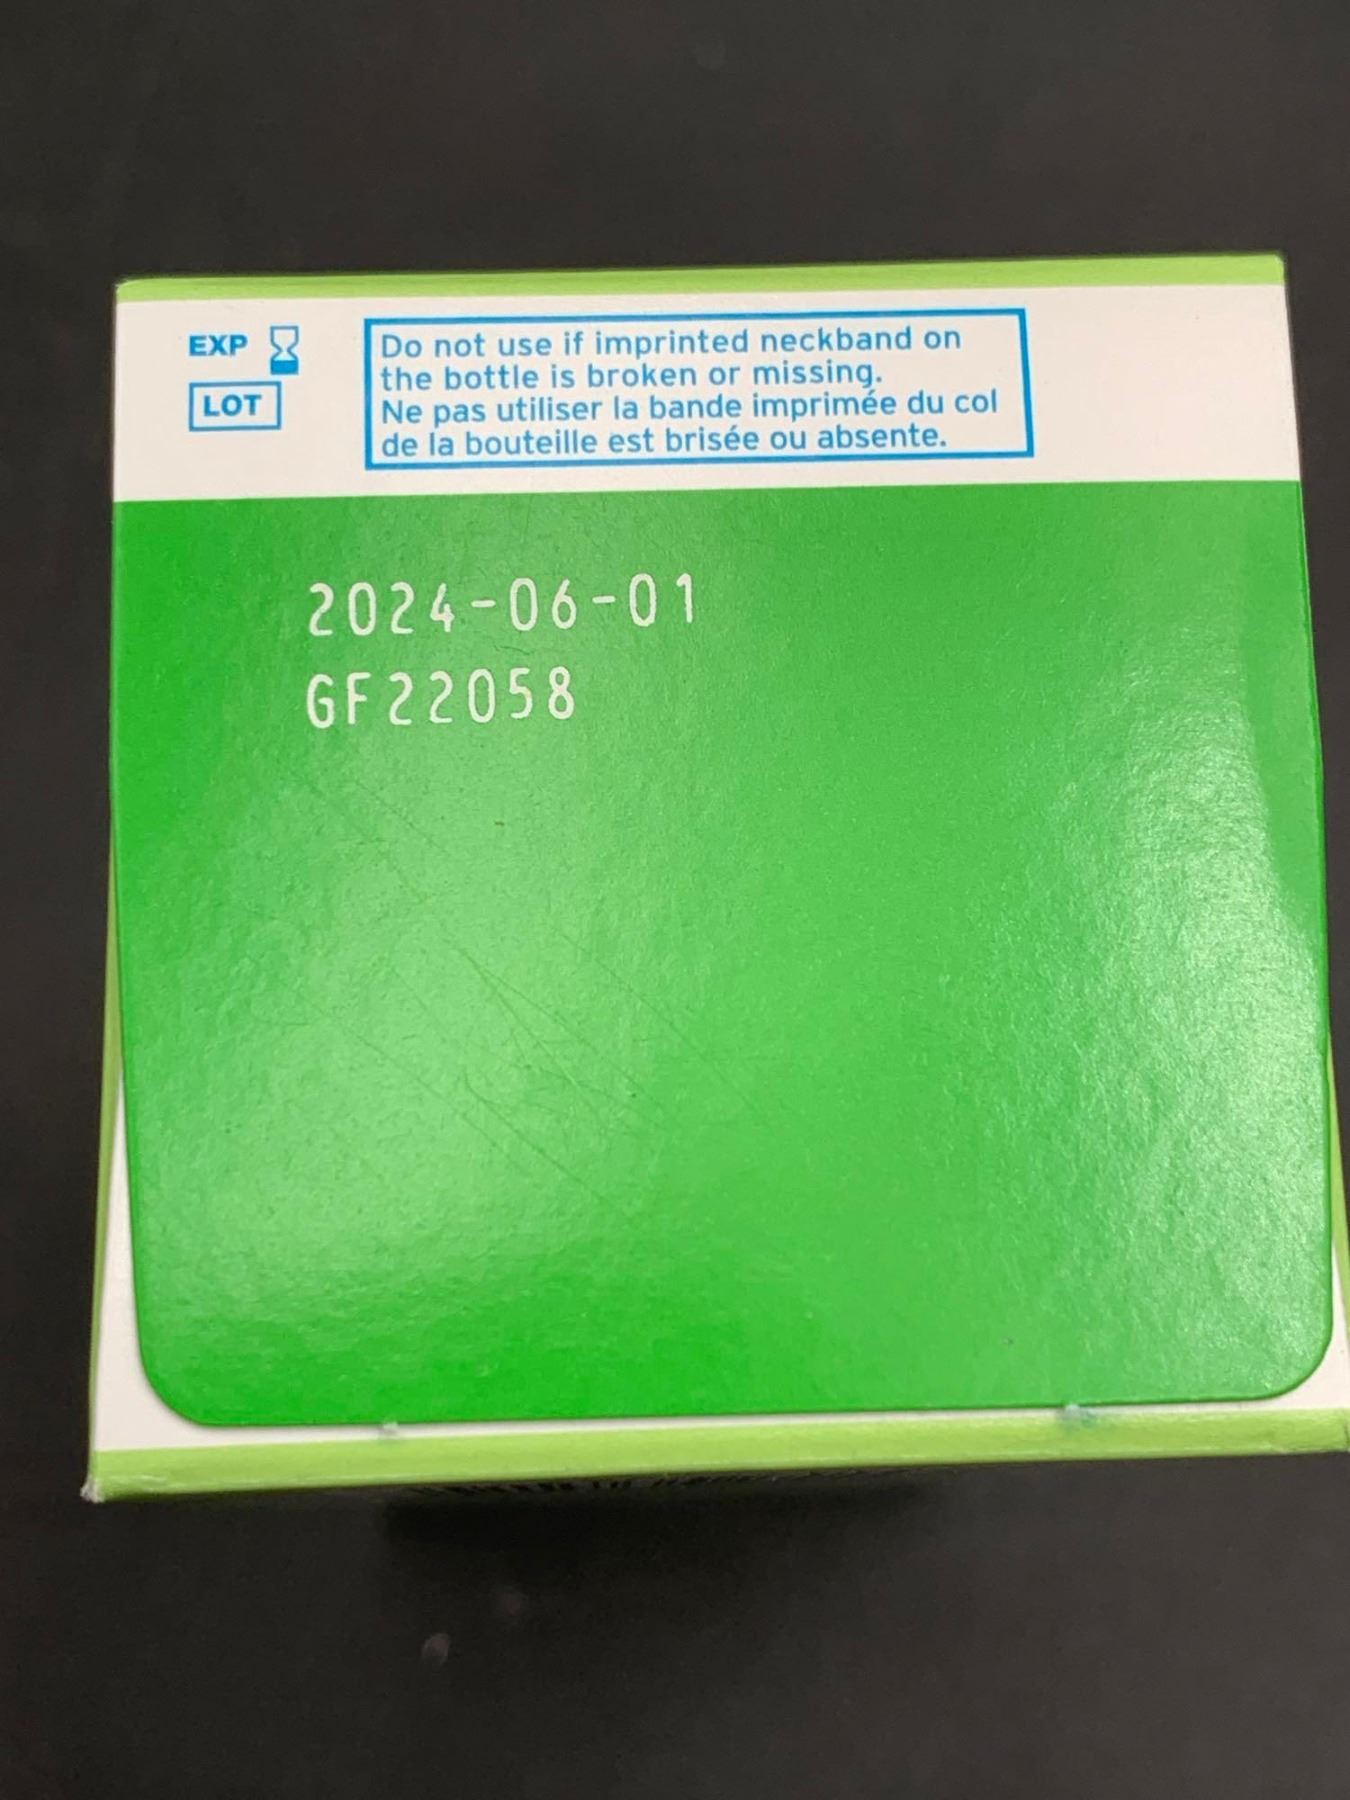 EXP
LOT
Do not use if imprinted neckband on
the bottle is broken or missing.
Ne pas utiliser la bande imprimée du col
de la bouteille est brisée ou absente.
2024-06-01
GF22058